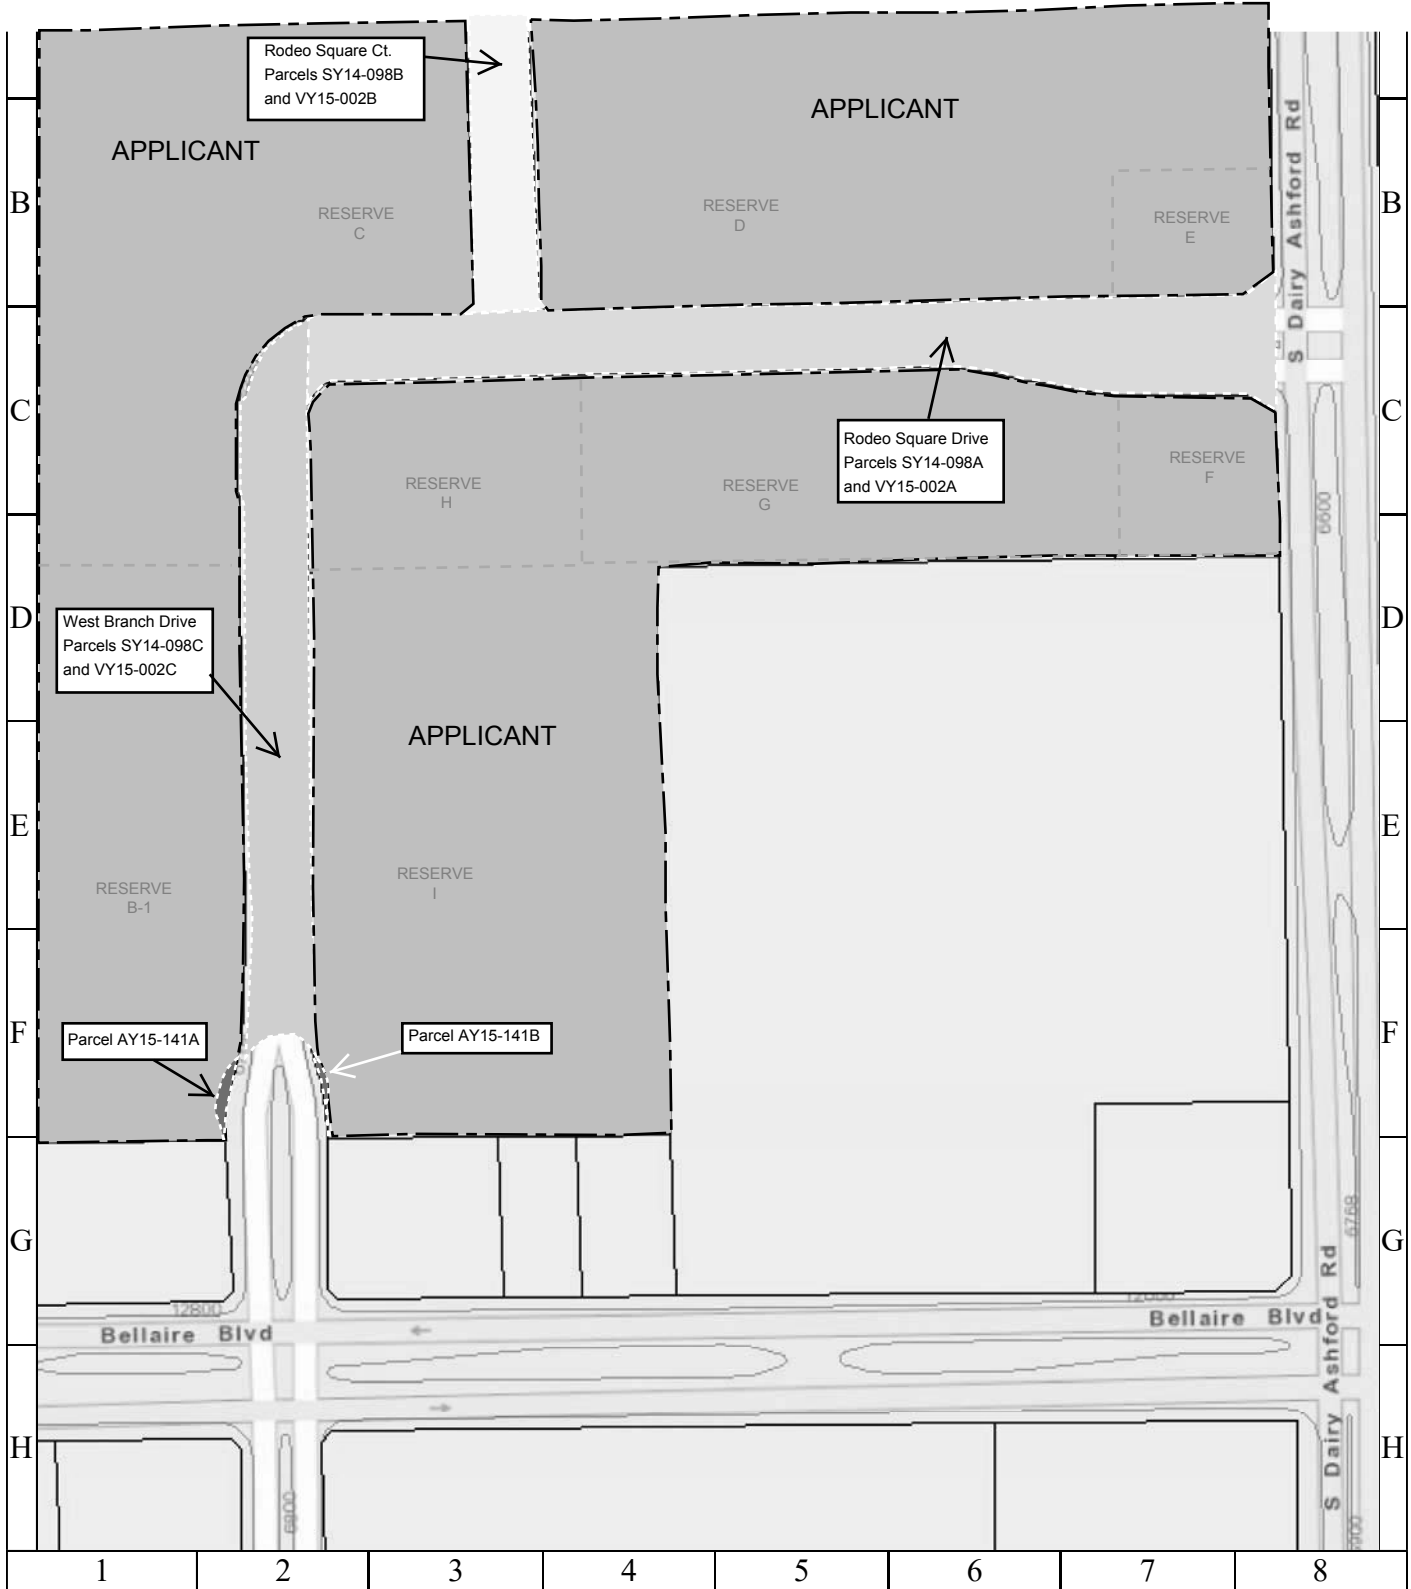 Rodeo Square Ct.
Parcels SY14-098B
and VY15-002B
APPLICANT
APPLICANT
S Dairy Ashford Rd
B
RESERVE
C
RESERVE
D
RESERVE
E
B
C
RESERVE
H
RESERVE
G
Rodeo Square Drive
Parcels SY14-098A
and VY15-002A
RESERVE
F
C
6600
D
West Branch Drive
Parcels SY14-098C
and VY15-002C
D
APPLICANT
E
RESERVE
B-1
RESERVE
I
E
F
Parcel AY15-141A
Parcel AY15-141B
F
G
6768
G
12800
Bellaire Blvd
Bellaire Blvd
S Dairy Ashford Rd
H
6800
H
1
2
3
4
5
6
7
8